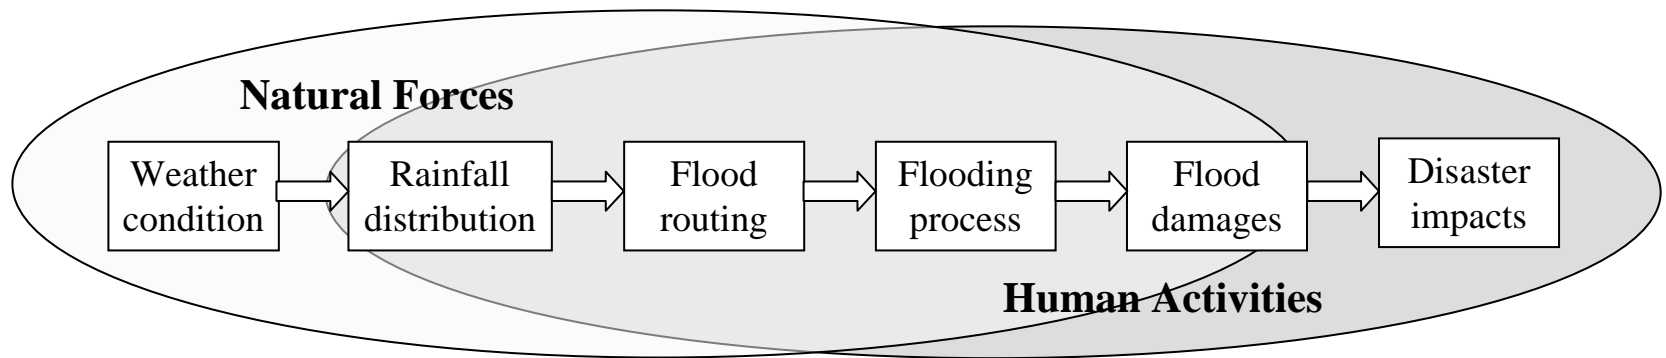 Natural Forces
Weather
condition
Rainfall
distribution
Flood
routing
Flooding
process
Flood
damages
Disaster
impacts
Human Activities